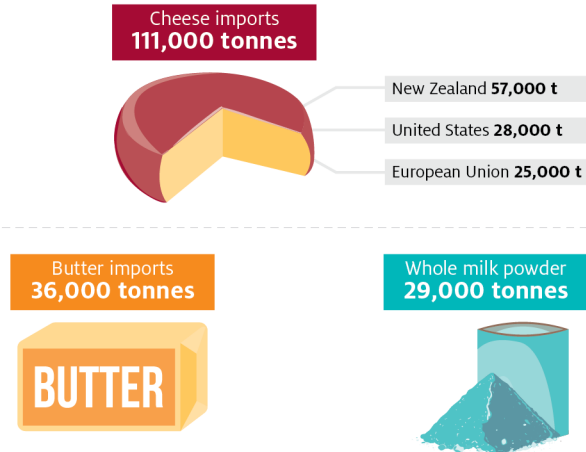 Cheese imports
111,000 tonnes
New Zealand 57,000 t
United States 28,000 t
European Union 25,000 t
Butter imports
36,000 tonnes
BUTTER
Whole milk powder
29,000 tonnes